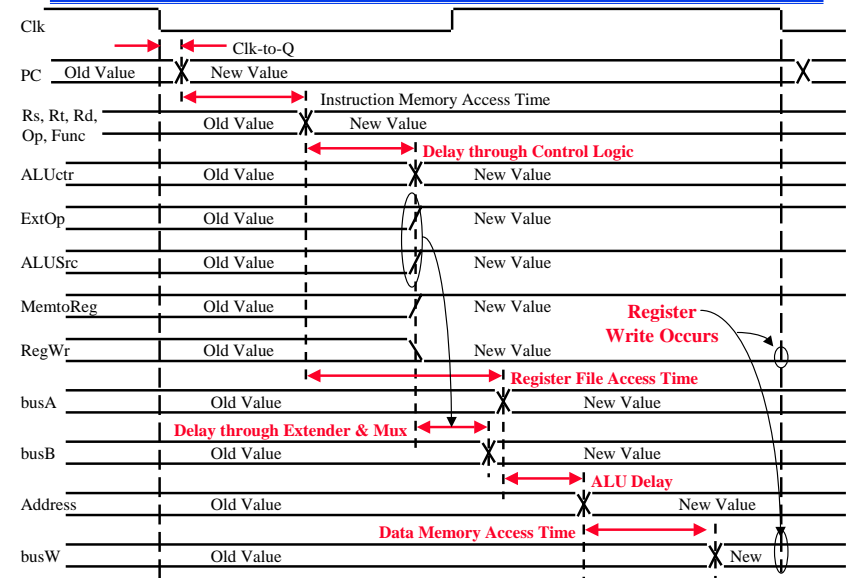 Clk
Clk-to-Q
PC Old Value New Value
Instruction Memory Access Time
Rs, Rt, Rd,
Op, Func
Old Value New Value
Delay through Control Logic
ALUctr Old Value New Value
ExtOp Old Value New Value
ALUSrc Old Value New Value
MemtoReg Old Value New Value
Register
Write Occurs
RegWr Old Value New Value
Register File Access Time
busA Old Value New Value
Delay through Extender & Mux
busB Old Value New Value
ALU Delay
Address Old Value New Value
Data Memory Access Time
busW Old Value New